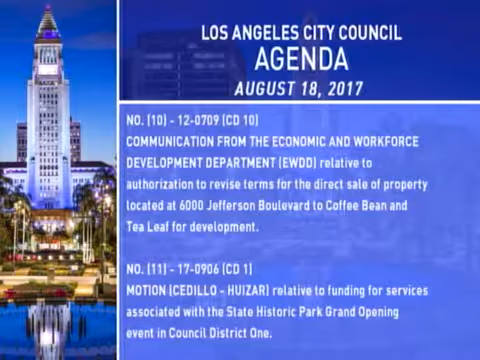 LOS ANGELES CITY COUNCIL
AGENDA
AUGUST 18, 2017
NO. (10) - 12-0709 (CD 10)
COMMUNICATION FROM THE ECONOMIC AND WORKFORCE
DEVELOPMENT DEPARTMENT (EWDD) relative to
authorization to revise terms for the direct sale of property
located at 6000 Jefferson Boulevard to Coffee Bean and
Tea Leaf for development.
NO. (11) - 17-0906 (CD 1)
MOTION (CEDILLO - HUIZAR) relative to funding for services
associated with the State Historic Park Grand Opening
event in Council District One.